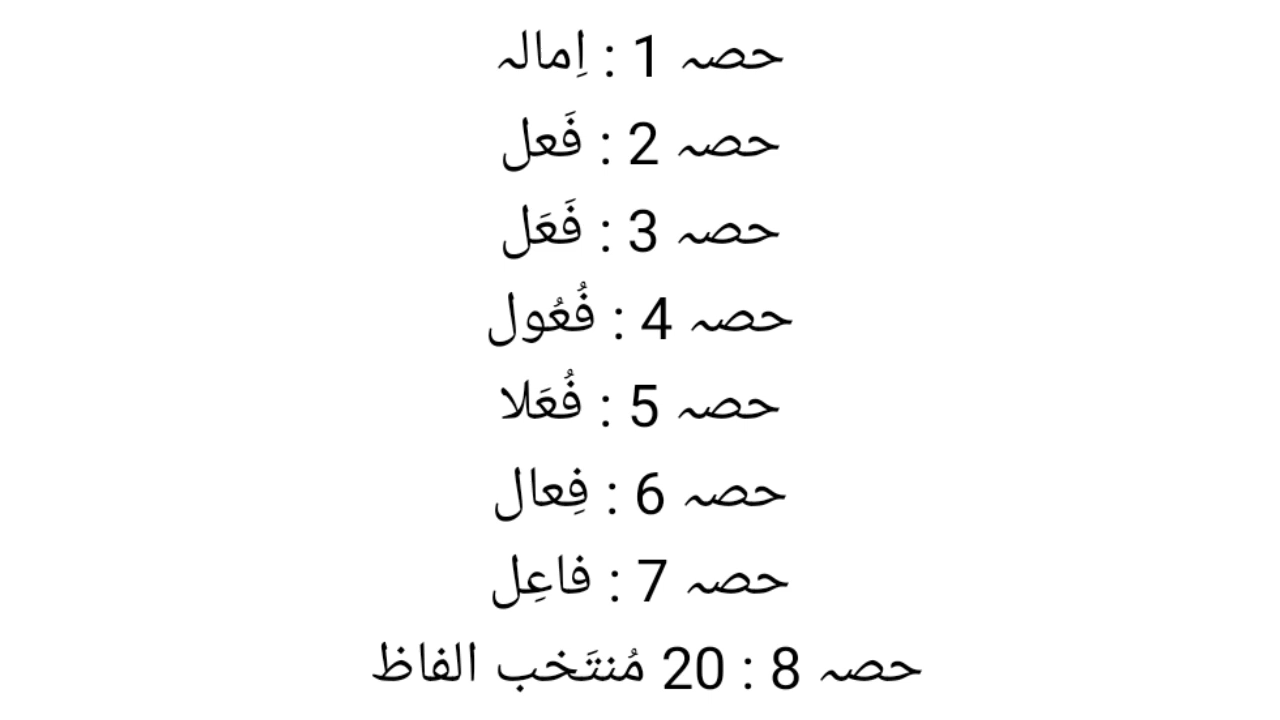 حصہ 1 : اِمالہ
حصہ 2 : فَعل
حصہ 3 : فَعَل
حصہ 4 : فُعُول
حصہ 5 : فُعَلا
حصہ 6 : فِعال
حصہ 7 : فاعِل
حصہ 8 : 20 مُنتَخب الفاظ